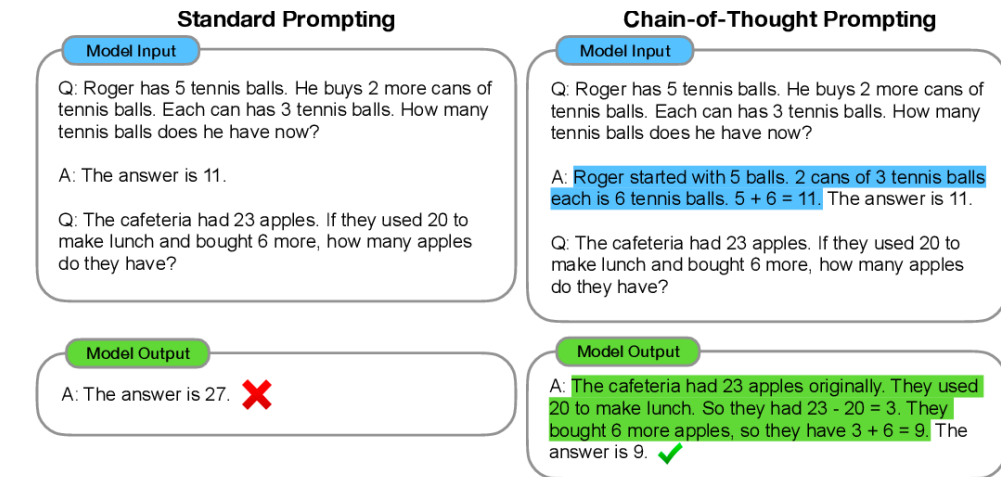 Standard Prompting
Model Input
Q: Roger has 5 tennis balls. He buys 2 more cans of
tennis balls. Each can has 3 tennis balls. How many
tennis balls does he have now?
A: The answer is 11.
Q: The cafeteria had 23 apples. If they used 20 to
make lunch and bought 6 more, how many apples
do they have?
Model Output
A: The answer is 27.
Chain-of-Thought Prompting
Model Input
Q: Roger has 5 tennis balls. He buys 2 more cans of
tennis balls. Each can has 3 tennis balls. How many
tennis balls does he have now?
A: Roger started with 5 balls. 2 cans of 3 tennis balls
each is 6 tennis balls. 5 + 6 = 11. The answer is 11.
Q: The cafeteria had 23 apples. If they used 20 to
make lunch and bought 6 more, how many apples
do they have?
Model Output
A: The cafeteria had 23 apples originally. They used
20 to make lunch. So they had 23 - 20 = 3. They
bought 6 more apples, so they have 3 + 6 = 9. The
answer is 9.